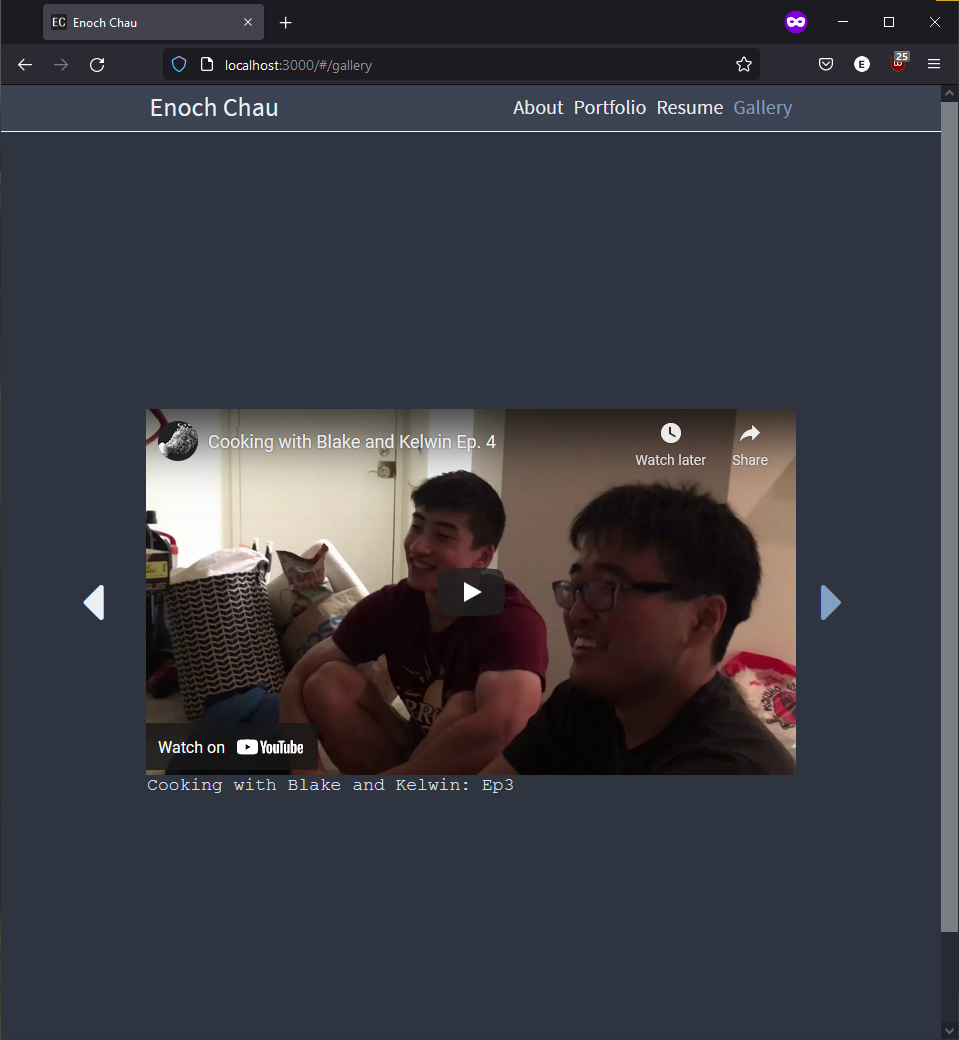 EC Enoch Chau
25
localhost:3000/#/gallery
E
Enoch Chau
About Portfolio Resume Gallery
Cooking with Blake and Kelwin Ep. 4
Watch later
Share
Watch on YouTube
Cooking with Blake and Kelwin: Ep3